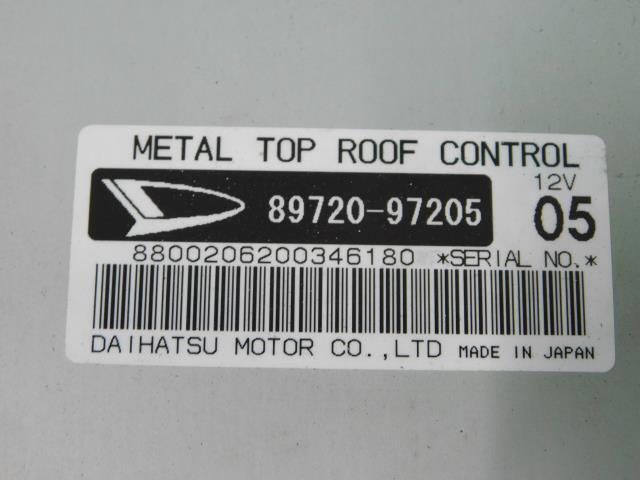 METAL TOP ROOF CONTROL
89720-97205
12V
05
8800206200346180 *SERIAL NO.*
DAIHATSU MOTOR CO.,LTD MADE IN JAPAN